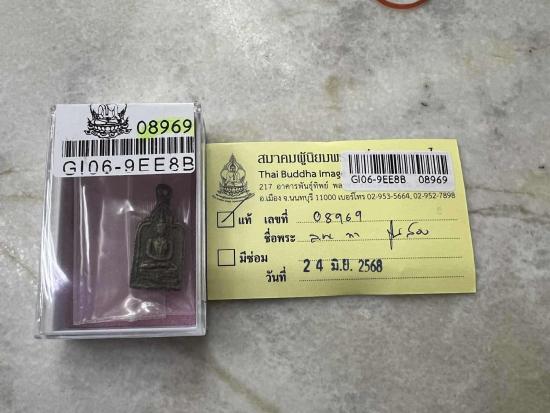 08969
GI06-9EE8B
สมาคมผู้นิยมพระ
Thai Buddha Imag
GI06-9EE8B 08969
217 อาคารพันธุ์ทิพย์
อ.เมือง จ.นนทบุรี 11000 เบอร์โทร 02-953-5664, 02-952-7898
แท้ เลขที่ 08969
ชื่อพระ
มีซ่อม
วันที่ 24 มิ.ย. 2568